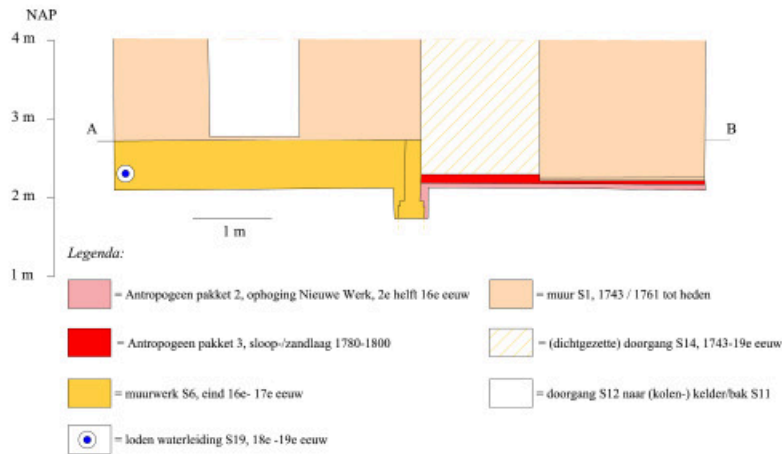 NAP
4 m
3 m
A
B
2 m
1 m
1 m
Legenda:
= Antropogeen pakket 2, ophoging Nieuwe Werk, 2e helft 16e eeuw
= muur S1, 1743 / 1761 tot heden
= Antropogeen pakket 3, sloop-/zandlaag 1780-1800
= (dichtgezette) doorgang S14, 1743-19e eeuw
= muurwerk S6, eind 16e- 17e eeuw
= doorgang S12 naar (kolen-) kelder/bak S11
= loden waterleiding S19, 18e -19e eeuw